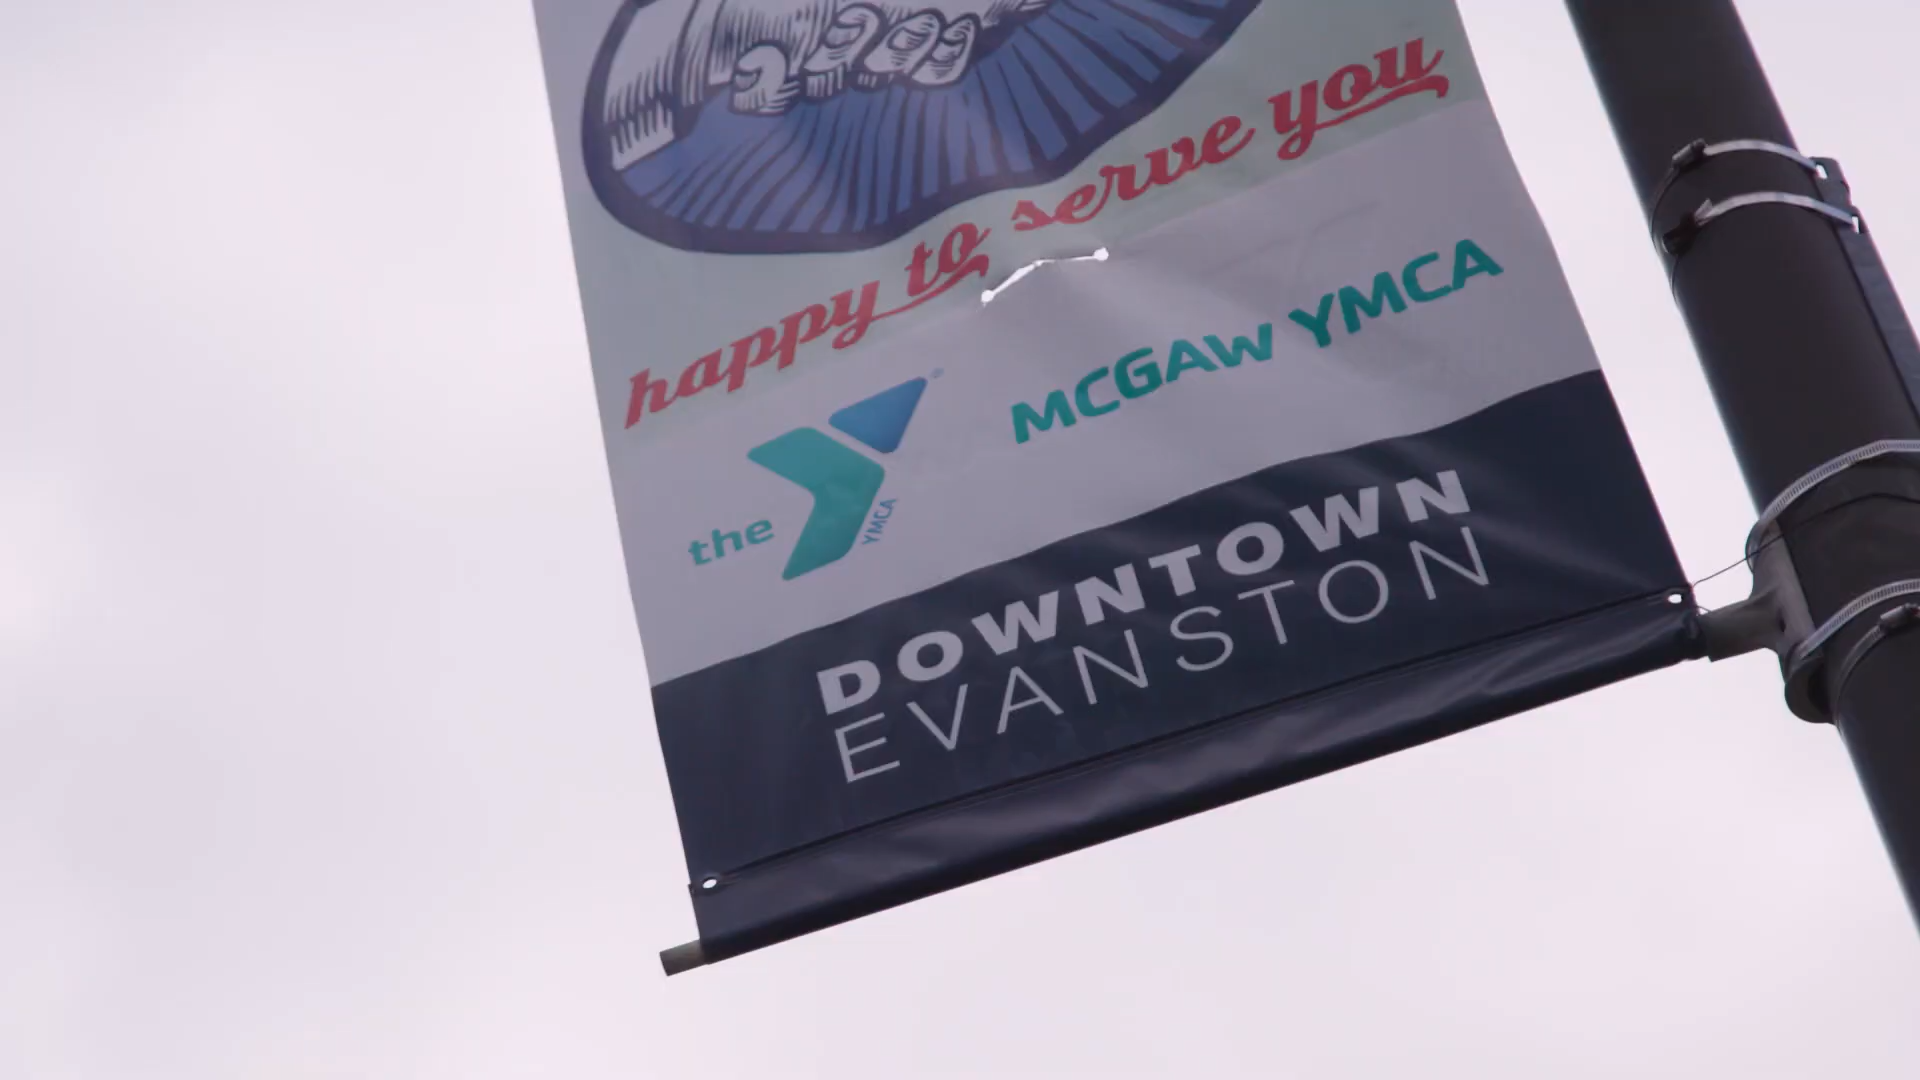 happy to serve you
the
YMCA
MCGAW YMCA
DOWNTOWN
EVANSTON